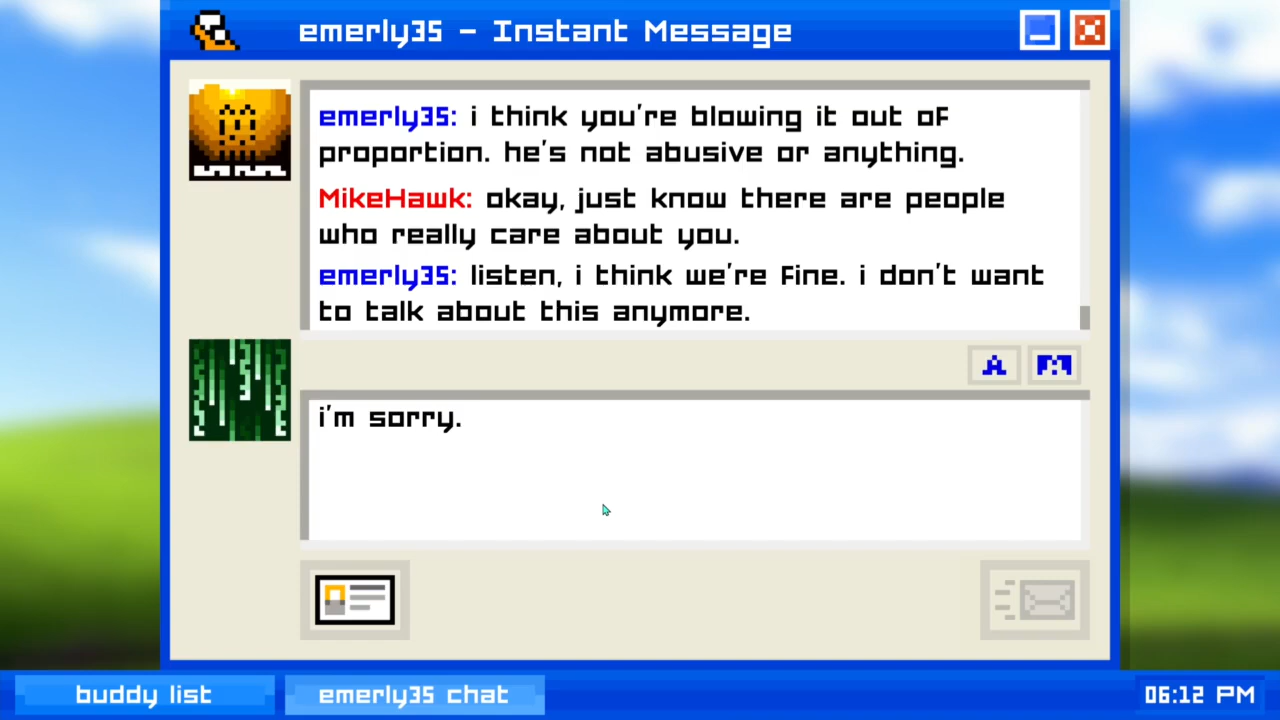 emerly35 - Instant Message
emerly35: i think you're blowing it out of
proportion. he's not abusive or anything.
MikeHawk: okay, just know there are people
who really care about you.
emerly35: listen, i think we're fine. i don't want
to talk about this anymore.
A
i'm sorry.
buddy list
emerly35 chat
06:12 PM